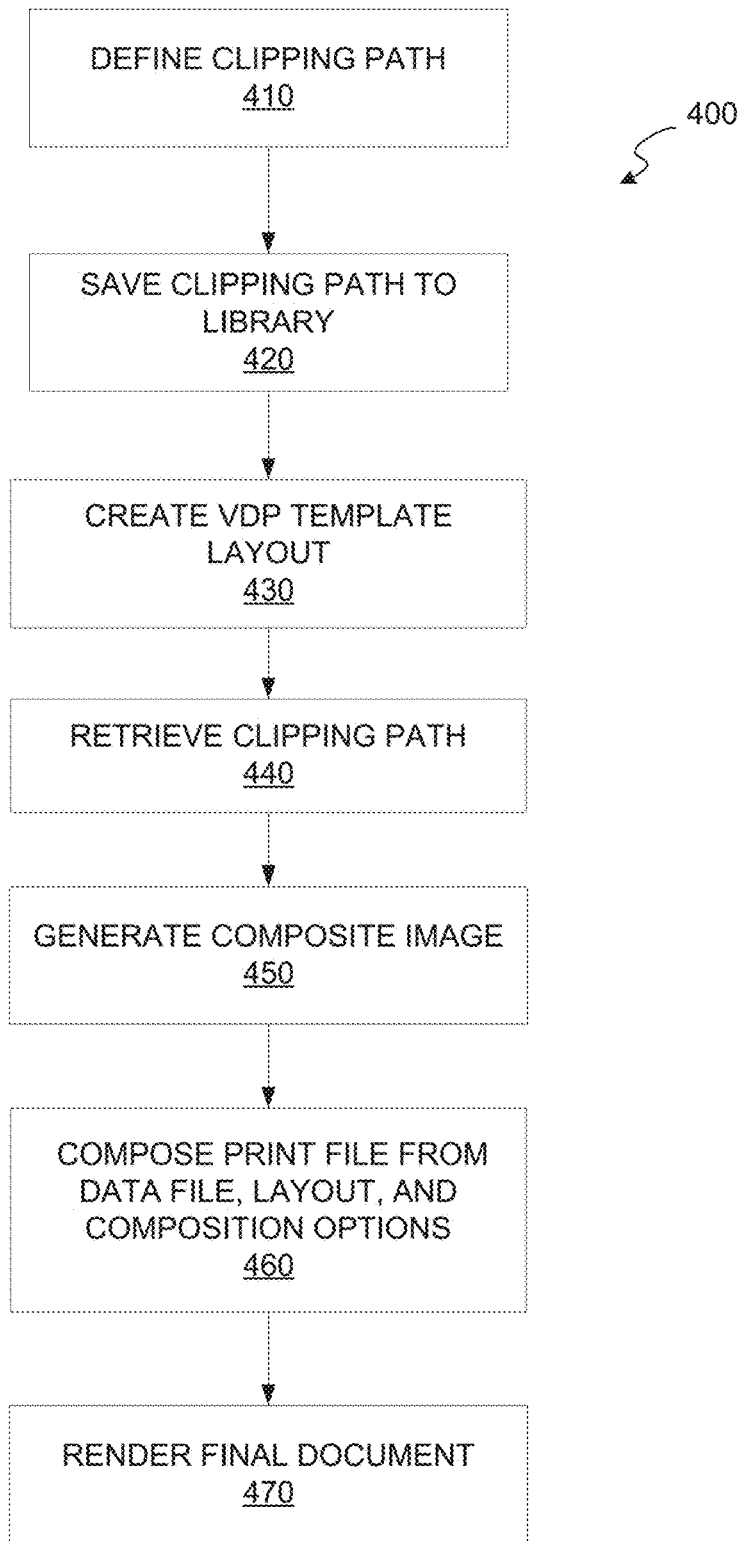 DEFINE CLIPPING PATH
410
400
SAVE CLIPPING PATH TO
LIBRARY
420
CREATE VDP TEMPLATE
LAYOUT
430
RETRIEVE CLIPPING PATH
440
GENERATE COMPOSITE IMAGE
450
COMPOSE PRINT FILE FROM
DATA FILE, LAYOUT, AND
COMPOSITION OPTIONS
460
RENDER FINAL DOCUMENT
470